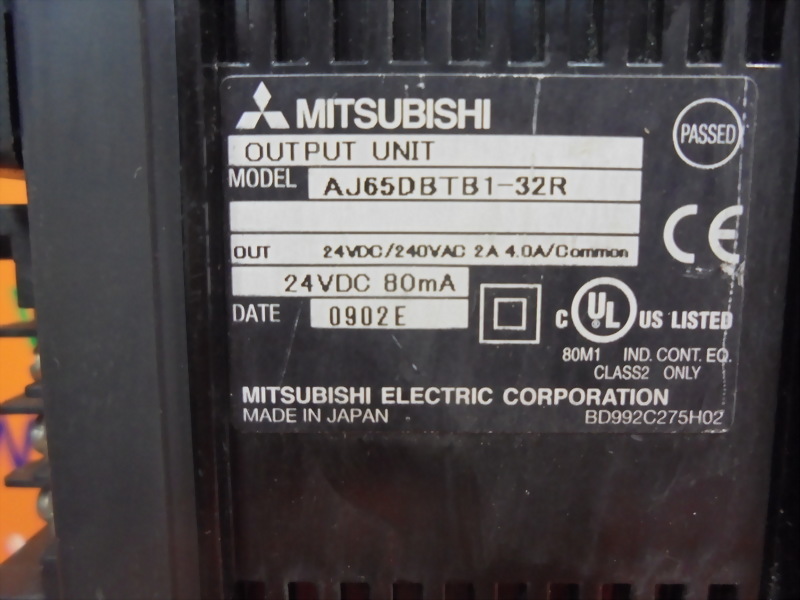 MITSUBISHI
PASSED
OUTPUT UNIT
MODEL AJ65DBTB1-32R
CE
OUT 24VDC/240VAC 2A 4.0A/Common
24VDC 80mA
DATE 0902E
C UL US LISTED
80M1 IND. CONT. EQ.
CLASS2 ONLY
MITSUBISHI ELECTRIC CORPORATION
MADE IN JAPAN BD992C275H02